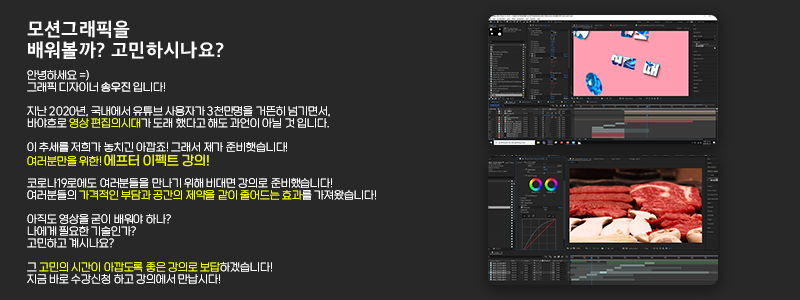 모션그래픽을
배워볼까? 고민하시나요?
안녕하세요 =)
그래픽 디자이너 송우진 입니다!
지난 2020년, 국내에서 유튜브 사용자가 3천만명을 거뜬히 넘기면서,
바야흐로 영상 편집의시대가 도래 했다고 해도 과언이 아닐 것 입니다.
이 추세를 저희가 놓치긴 아깝죠! 그래서 제가 준비했습니다!
여러분만을 위한! 에프터 이펙트 강의!
코로나19로에도 여러분들을 만나기 위해 비대면 강의로 준비했습니다!
여러분들의 가격적인 부담과 공간의 제약을 같이 줄어드는 효과를 가져왔습니다!
아직도 영상을 굳이 배워야 하나?
나에게 필요한 기술인가?
고민하고 계시나요?
그 고민의 시간이 아깝도록 좋은 강의로 보답하겠습니다!
지금 바로 수강신청 하고 강의에서 만납시다!